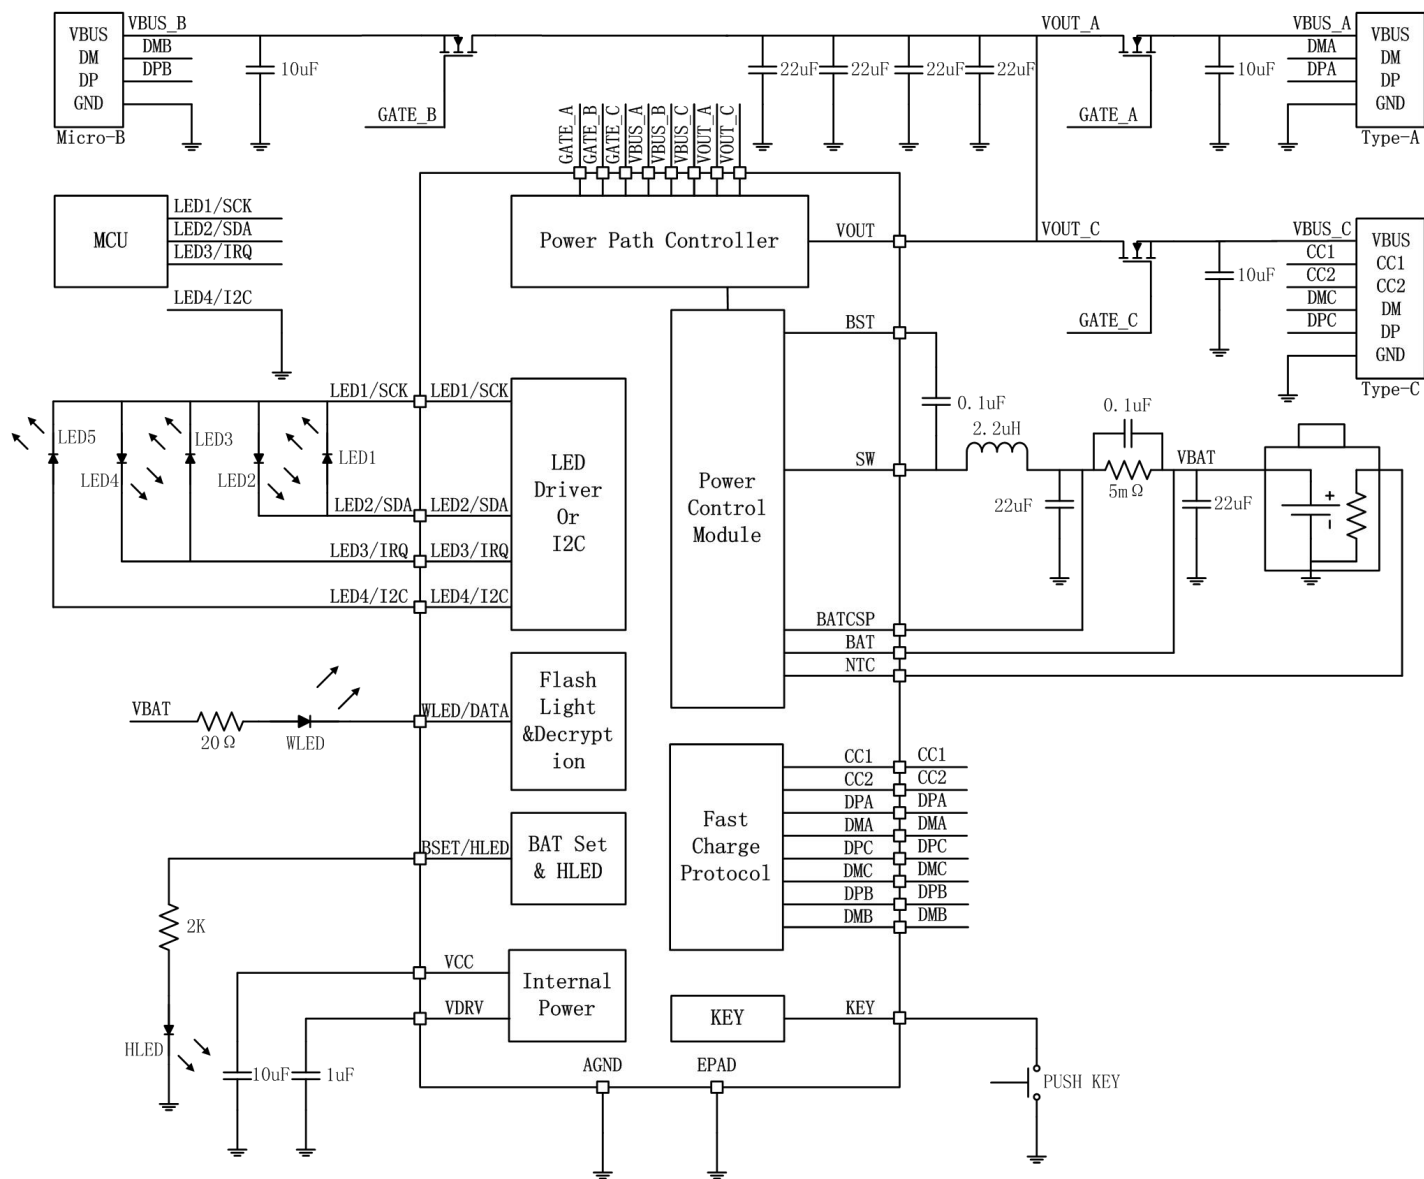 VBUS
DM
DP
GND
Micro-B
VBUS_B
DMB
DPB
10uF
GATE_B
22uF
22uF
22uF
22uF
VOUT_A
GATE_A
VBUS_A
DMA
DPA
10uF
VBUS
DM
DP
GND
Type-A
GATE_A
GATE_B
GATE_C
VBUS_A
VBUS_B
VBUS_C
VOUT_A
VOUT_C
MCU
LED1/SCK
LED2/SDA
LED3/IRQ
LED4/I2C
Power Path Controller
VOUT
VOUT_C
GATE_C
VBUS_C
CC1
CC2
DMC
DPC
10uF
VBUS
CC1
CC2
DM
DP
GND
Type-C
BST
0.1uF
2.2uH
SW
22uF
0.1uF
5mΩ
VBAT
22uF
+
-
Power
Control
Module
BATCSP
BAT
NTC
LED1/SCK
LED1/SCK
LED5
LED4
LED3
LED2
LED1
LED2/SDA
LED2/SDA
LED3/IRQ
LED3/IRQ
LED4/I2C
LED4/I2C
LED
Driver
Or
I2C
VBAT
20Ω
WLED
WLED/DATA
Flash
Light
&Decrypt
ion
BSET/HLED
BAT Set
& HLED
2K
HLED
Fast
Charge
Protocol
CC1
CC1
CC2
CC2
DPA
DPA
DMA
DMA
DPC
DPC
DMC
DMC
DPB
DPB
DMB
DMB
VCC
VDRV
Internal
Power
10uF
1uF
KEY
KEY
PUSH KEY
AGND
EPAD